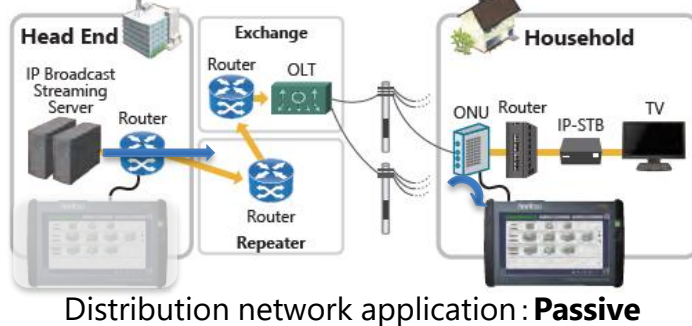 Head End
IP Broadcast
Streaming
Server
Router
Exchange
Router
OLT
Router
Repeater
Household
ONU
Router
IP-STB
TV
Distribution network application : Passive